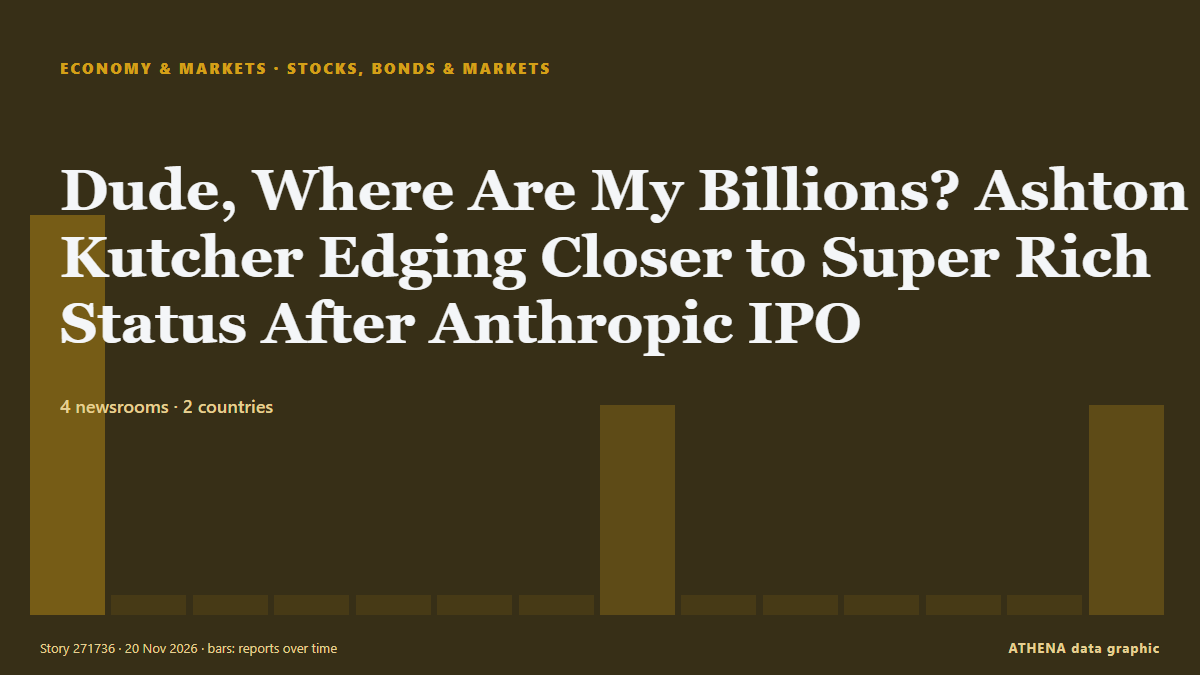 ECONOMY & MARKETS · STOCKS, BONDS & MARKETS
Dude, Where Are My Billions? Ashton
Kutcher Edging Closer to Super Rich
Status After Anthropic IPO
4 newsrooms · 2 countries
Story 271736 · 20 Nov 2026 · bars: reports over time
ATHENA data graphic